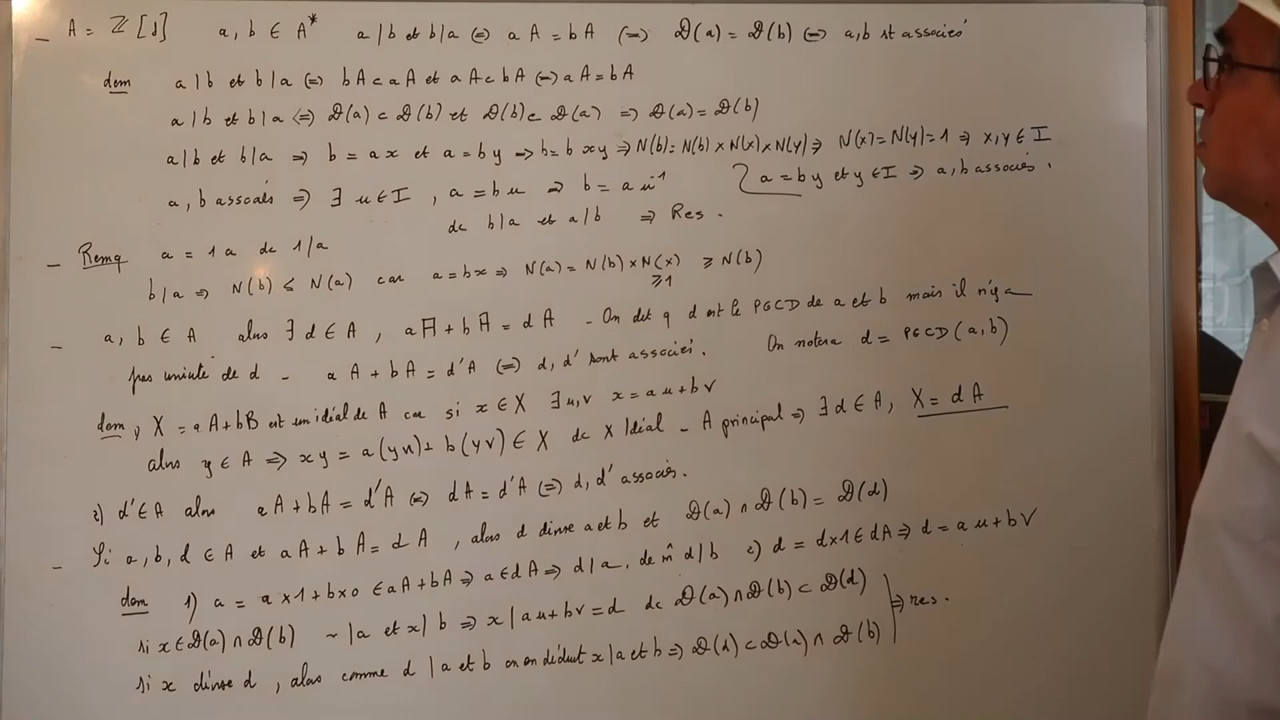 _ A = ℤ[j] a, b ∈ A* a|b et b|a ⇔ aA = bA ⇔ 𝒟(a) = 𝒟(b) ⇔ a,b st associés
dem a|b et b|a ⇔ bA ⊂ aA et aA ⊂ bA ⇔ aA = bA
a|b et b|a ⇔ 𝒟(a) ⊂ 𝒟(b) et 𝒟(b) ⊂ 𝒟(a) ⇒ 𝒟(a) = 𝒟(b)
a|b et b|a ⇒ b = ax et a = by ⇒ b = bxy ⇒ N(b) = N(b) × N(x) × N(y) ⇒ N(x) = N(y) = 1 ⇒ x,y ∈ I
a = by et y ∈ I ⇒ a,b associés.
a,b associés ⇒ ∃ u ∈ I, a = bu ⇒ b = au⁻¹
dc b|a et a|b ⇒ Res.
_ Remq a = 1a dc 1|a
b|a ⇒ N(b) ≤ N(a) car a = bx ⇒ N(a) = N(b) × N(x) ≥ N(b)
≥1
_ a, b ∈ A alors ∃ d ∈ A, aA + bA = dA - On dit q d est le PGCD de a et b mais il n'y a
pas unicité de d - aA + bA = d'A ⇔ d, d' sont associés. On notera d = PGCD(a,b)
dem 1) X = aA + bB est un idéal de A car si x ∈ X ∃ u,v x = au + bv
alors y ∈ A ⇒ xy = a(yu) + b(yv) ∈ X dc X Idéal - A principal ⇒ ∃ d ∈ A, X = dA
2) d' ∈ A alors aA + bA = d'A ⇔ dA = d'A ⇔ d, d' associés.
_ Si a, b, d ∈ A et aA + bA = dA, alors d divise a et b et 𝒟(a) ∩ 𝒟(b) = 𝒟(d)
dem 1) a = a×1 + b×0 ∈ aA + bA ⇒ a ∈ dA ⇒ d|a, de m̂ d|b 2) d = d×1 ∈ dA ⇒ d = au + bv
si x ∈ 𝒟(a) ∩ 𝒟(b) x|a et x|b ⇒ x|au + bv = d dc 𝒟(a) ∩ 𝒟(b) ⊂ 𝒟(d)
si x divise d, alors comme d|a et b on en déduit x|a et b ⇒ 𝒟(d) ⊂ 𝒟(a) ∩ 𝒟(b) ⇒ res.